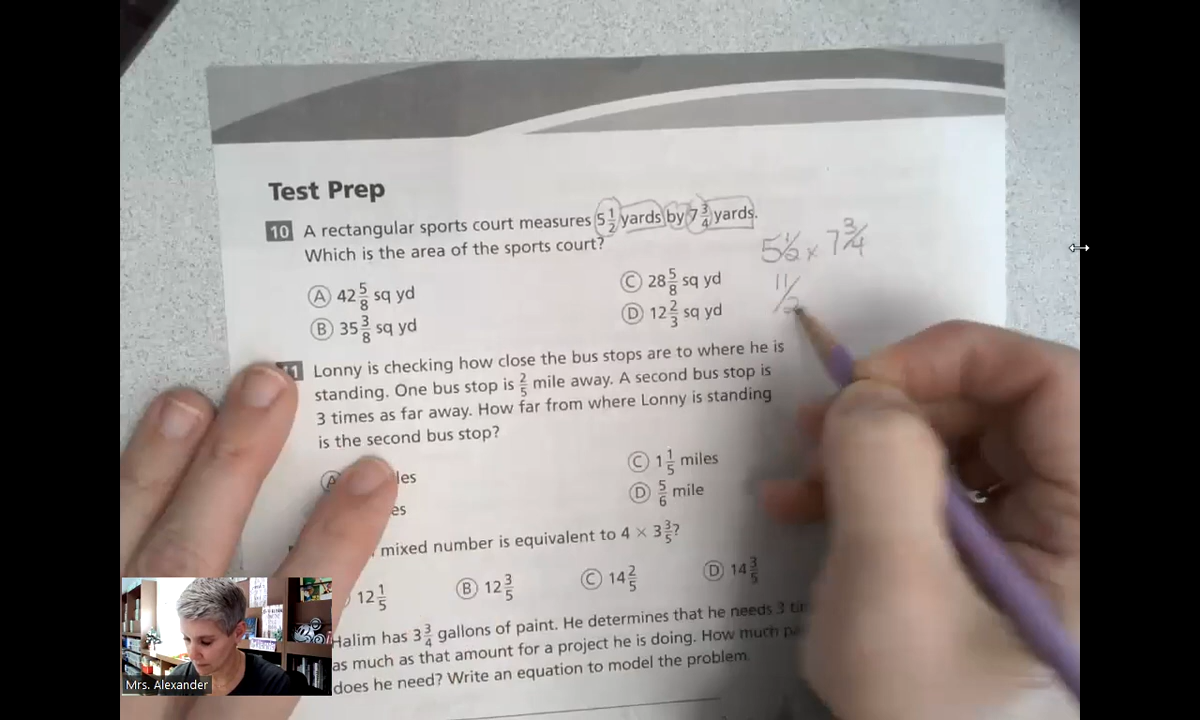 Test Prep
10 A rectangular sports court measures 5 1/2 yards by 7 3/4 yards.
Which is the area of the sports court?
5 1/2 x 7 3/4
11/2
A 42 5/8 sq yd
C 28 5/8 sq yd
B 35 3/8 sq yd
D 12 2/3 sq yd
Lonny is checking how close the bus stops are to where he is
standing. One bus stop is 2/5 mile away. A second bus stop is
3 times as far away. How far from where Lonny is standing
is the second bus stop?
A
C 1 1/5 miles
D 5/6 mile
mixed number is equivalent to 4 × 3 3/5?
12 1/5
B 12 3/5
C 14 2/5
D 14 3/5
Halim has 3 3/4 gallons of paint. He determines that he needs 3
as much as that amount for a project he is doing. How much
does he need? Write an equation to model the problem.
Mrs. Alexander